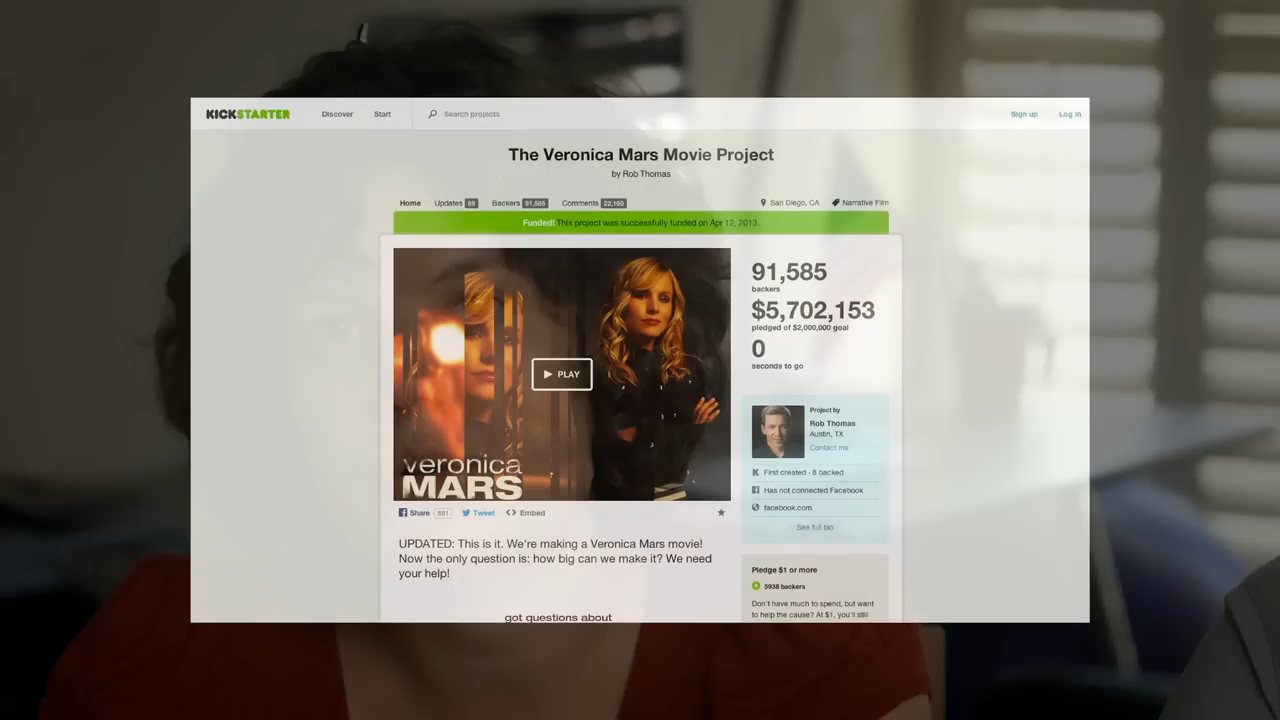 KICKSTARTER Discover Start Search projects Sign up Log in
The Veronica Mars Movie Project
by Rob Thomas
Home Updates 89 Backers 91,585 Comments 22,160 San Diego, CA Narrative Film
Funded! This project was successfully funded on Apr 12, 2013.
veronica
MARS
PLAY
Share 681 Tweet Embed
UPDATED: This is it. We're making a Veronica Mars movie!
Now the only question is: how big can we make it? We need
your help!
got questions about
91,585
backers
$5,702,153
pledged of $2,000,000 goal
0
seconds to go
Project by
Rob Thomas
Austin, TX
Contact me
First created · 8 backed
Has not connected Facebook
facebook.com
See full bio
Pledge $1 or more
5938 backers
Don't have much to spend, but want
to help the cause? At $1, you'll still